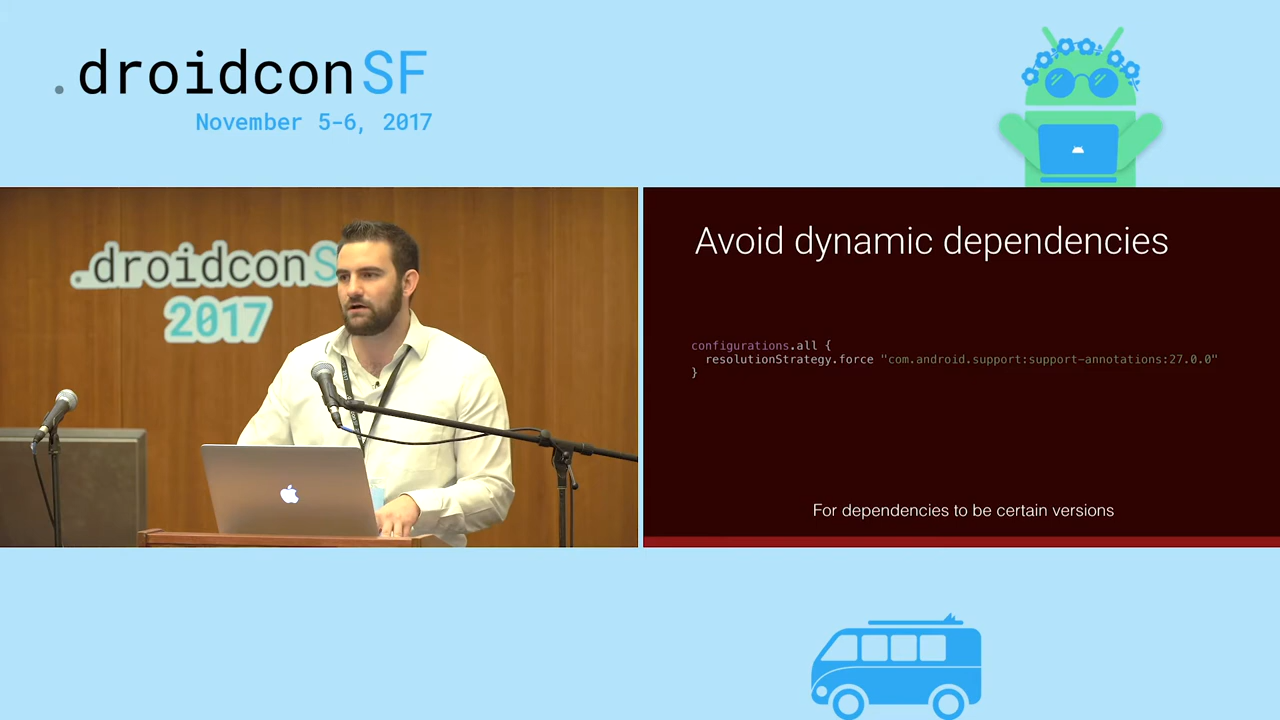 .droidconSF
November 5-6, 2017
.droidconS
2017
Avoid dynamic dependencies
configurations.all {
resolutionStrategy.force "com.android.support:support-annotations:27.0.0"
}
For dependencies to be certain versions